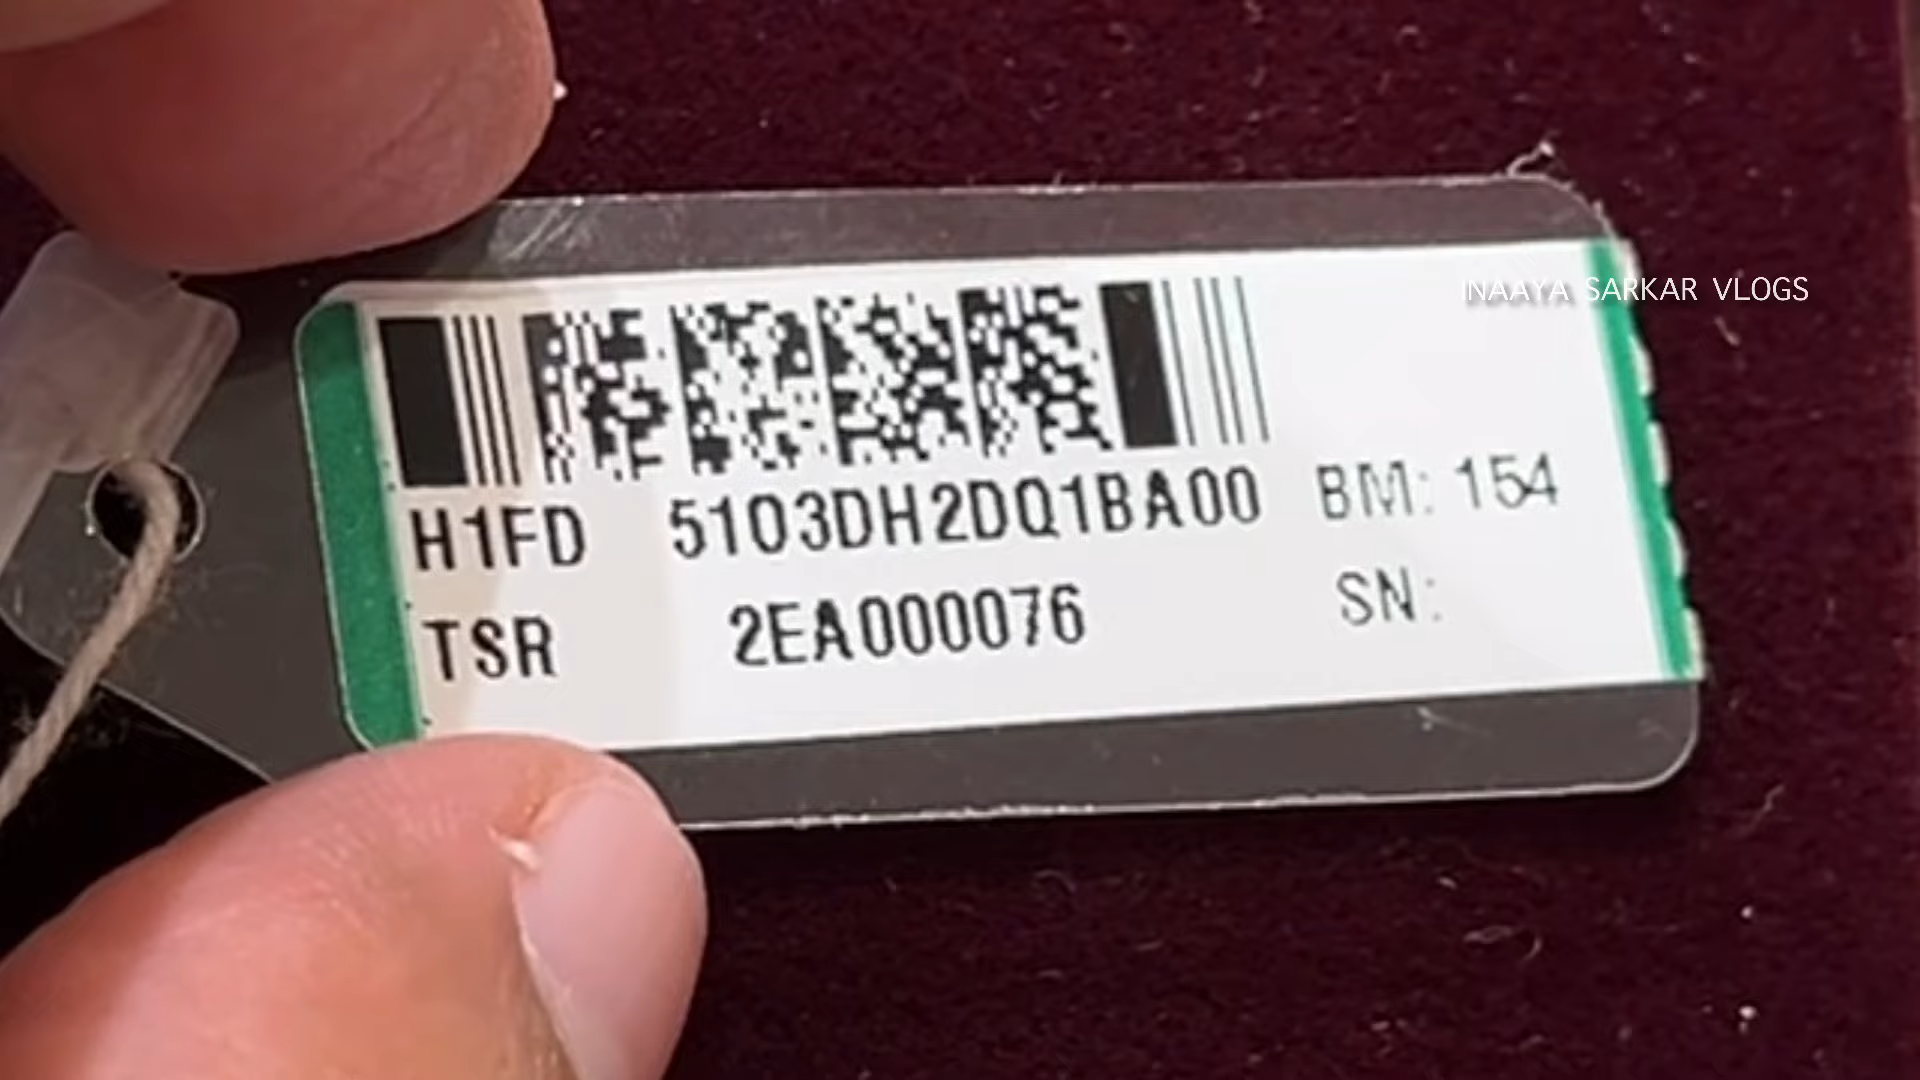 INAAYA SARKAR VLOGS
H1FD 5103DH2DQ1BA00 BM: 154
TSR 2EA000076 SN: